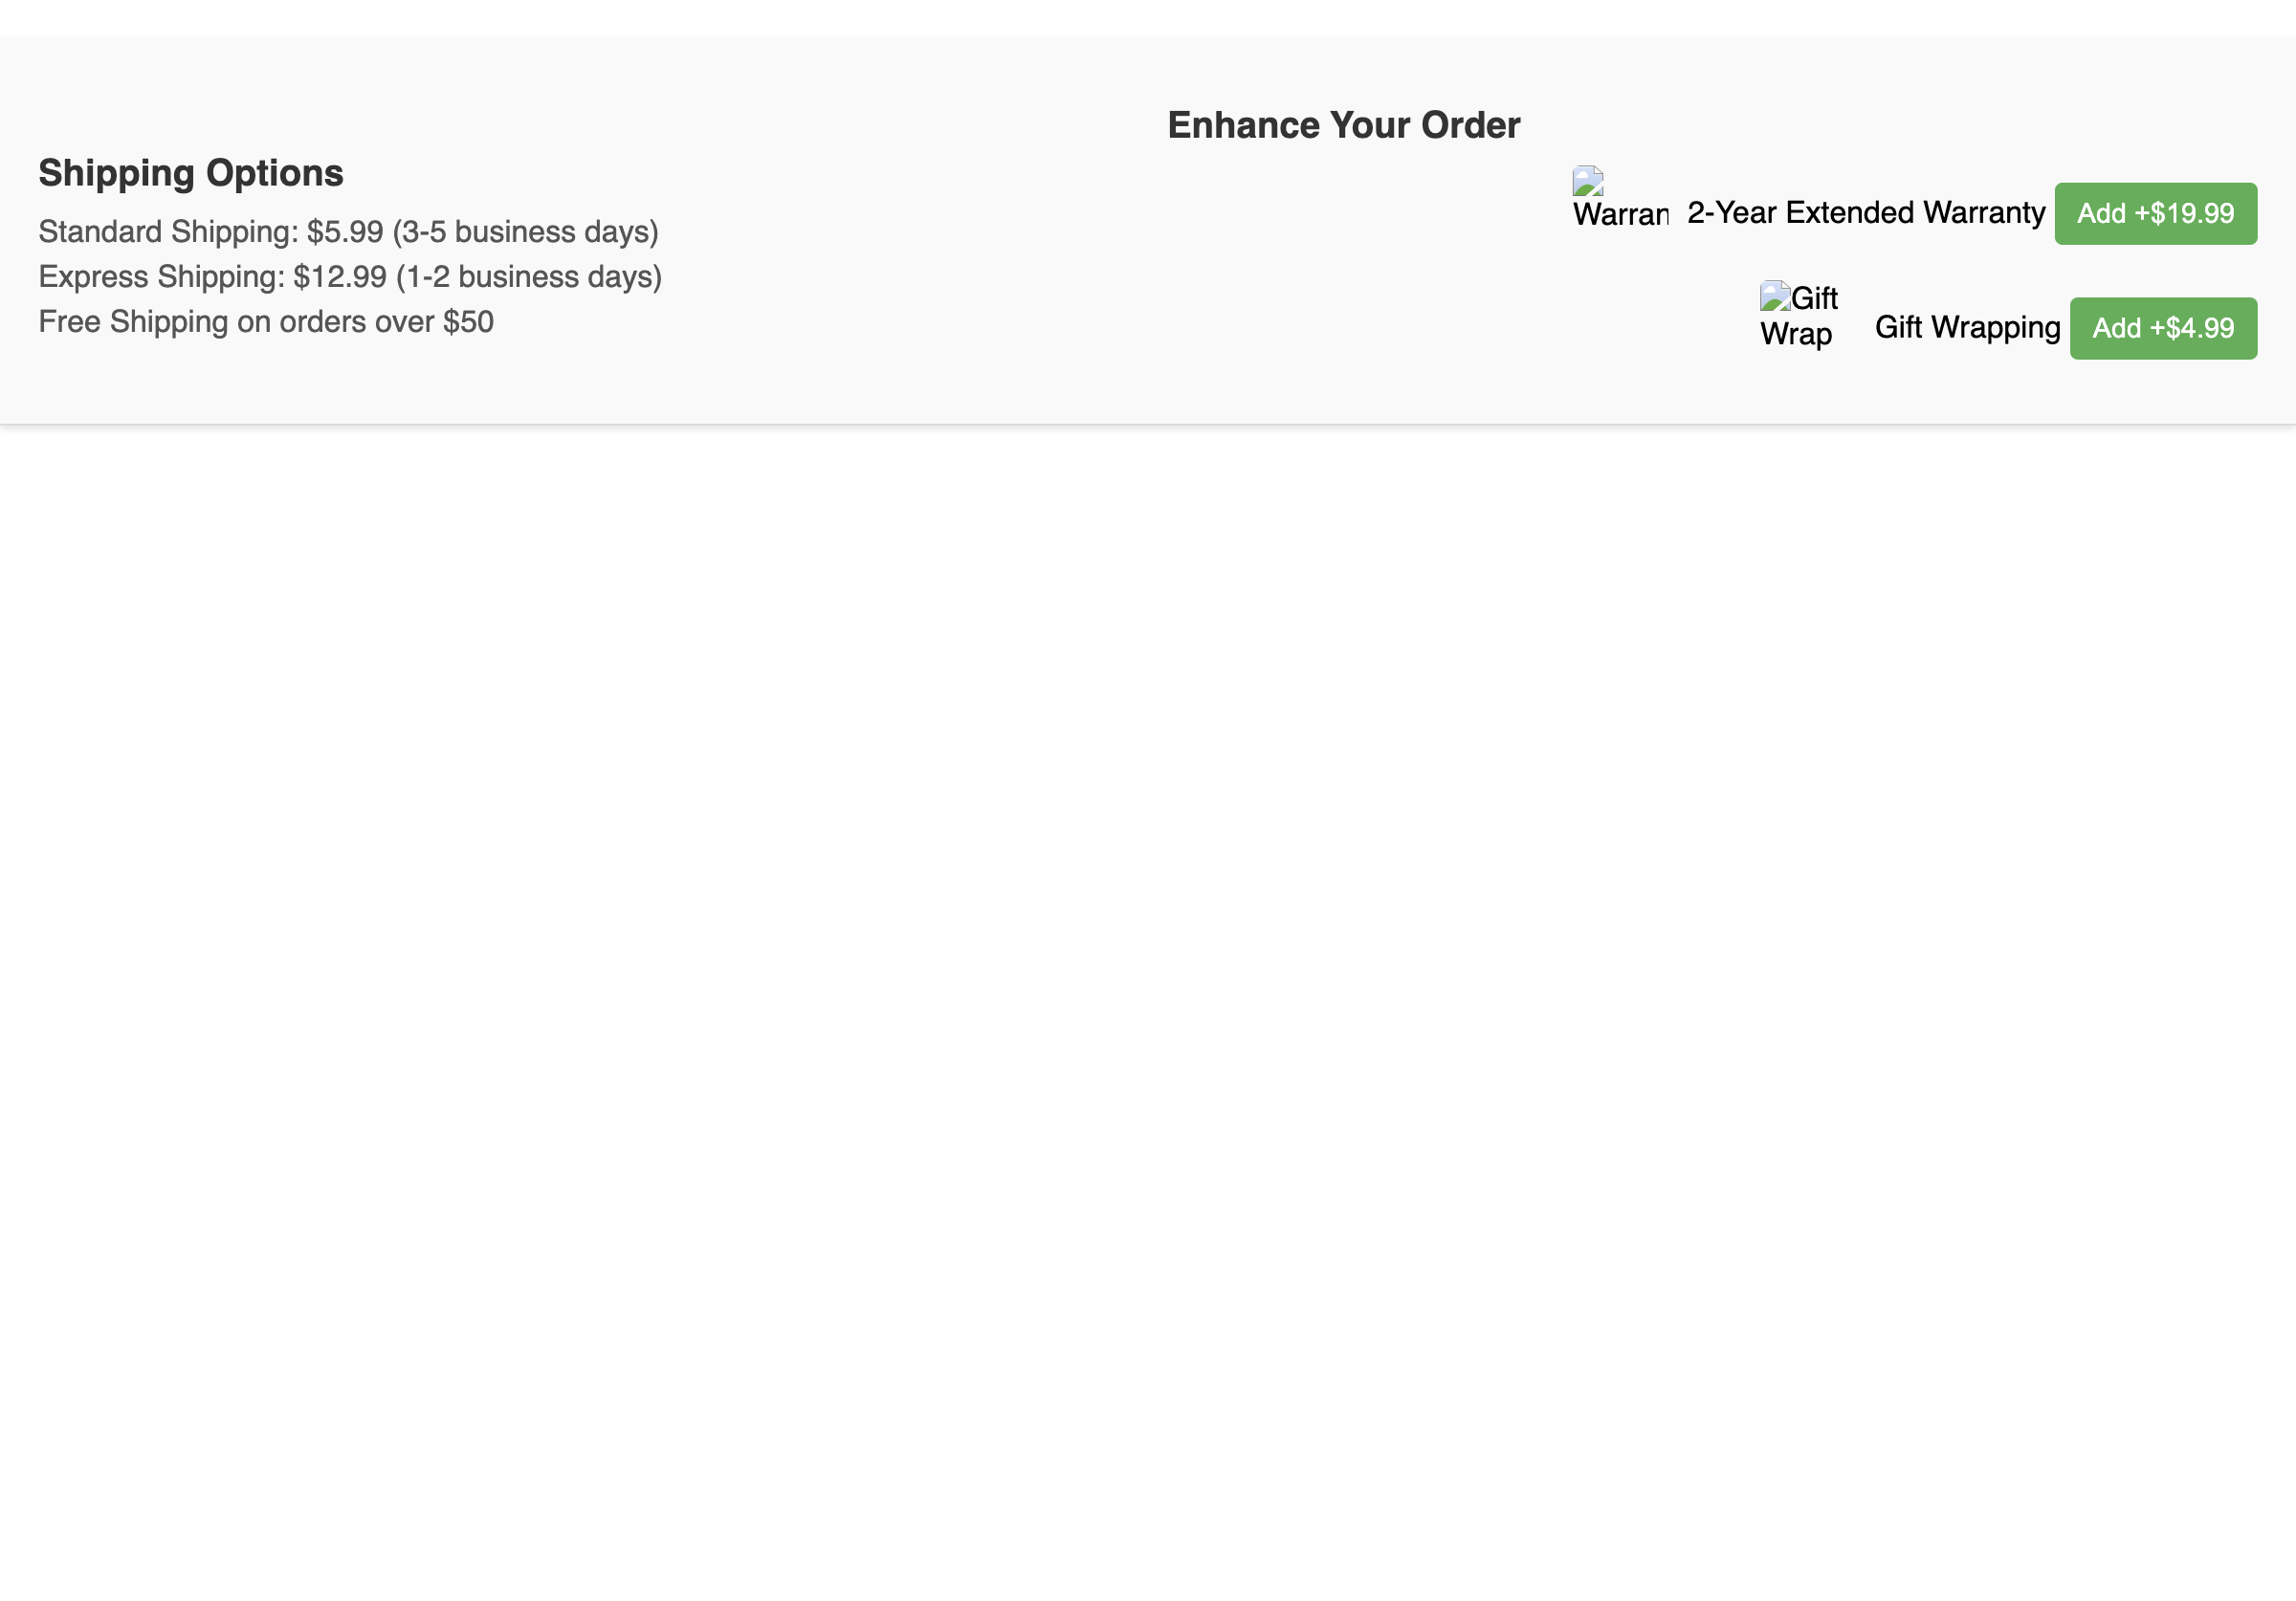 Shipping Options
Standard Shipping: $5.99 (3-5 business days)
Express Shipping: $12.99 (1-2 business days)
Free Shipping on orders over $50
Enhance Your Order
Warran 2-Year Extended Warranty Add +$19.99
Gift
Wrap Gift Wrapping Add +$4.99